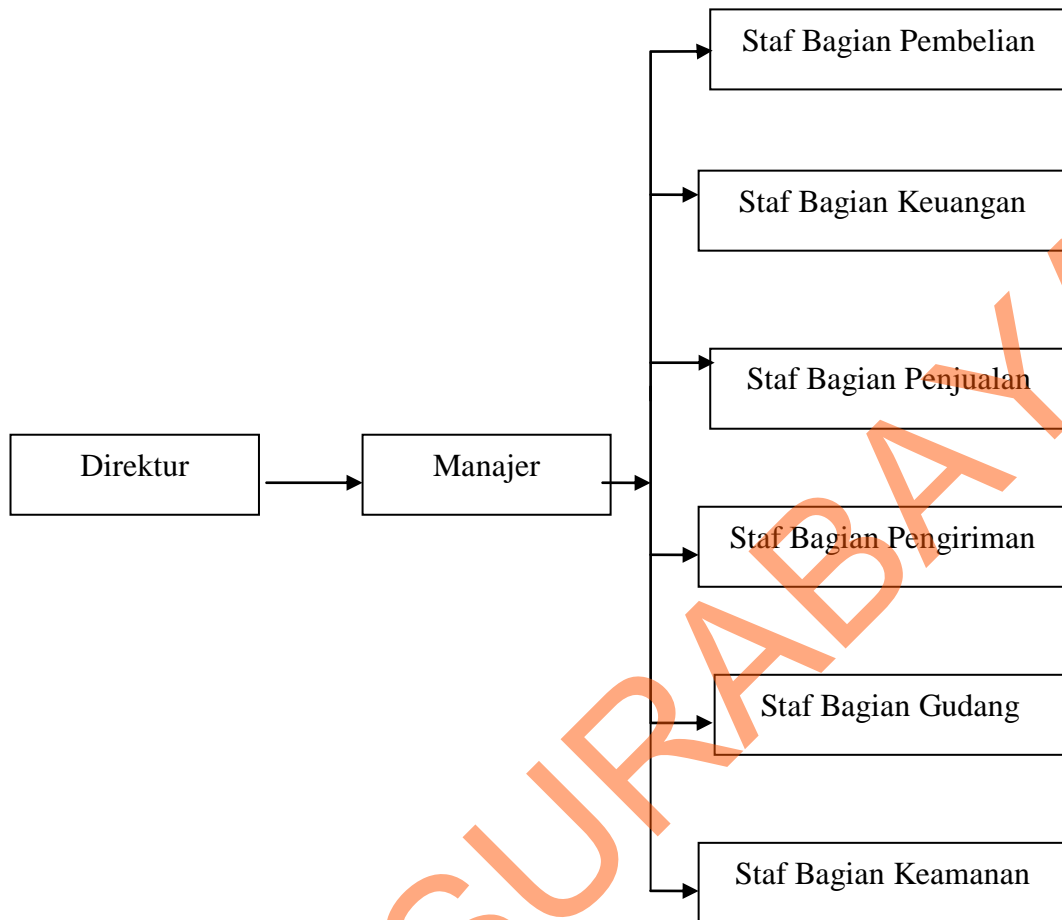 Staf Bagian Pembelian
Staf Bagian Keuangan
Staf Bagian Penjualan
Direktur
Manajer
Staf Bagian Pengiriman
Staf Bagian Gudang
Staf Bagian Keamanan
SURABAYA